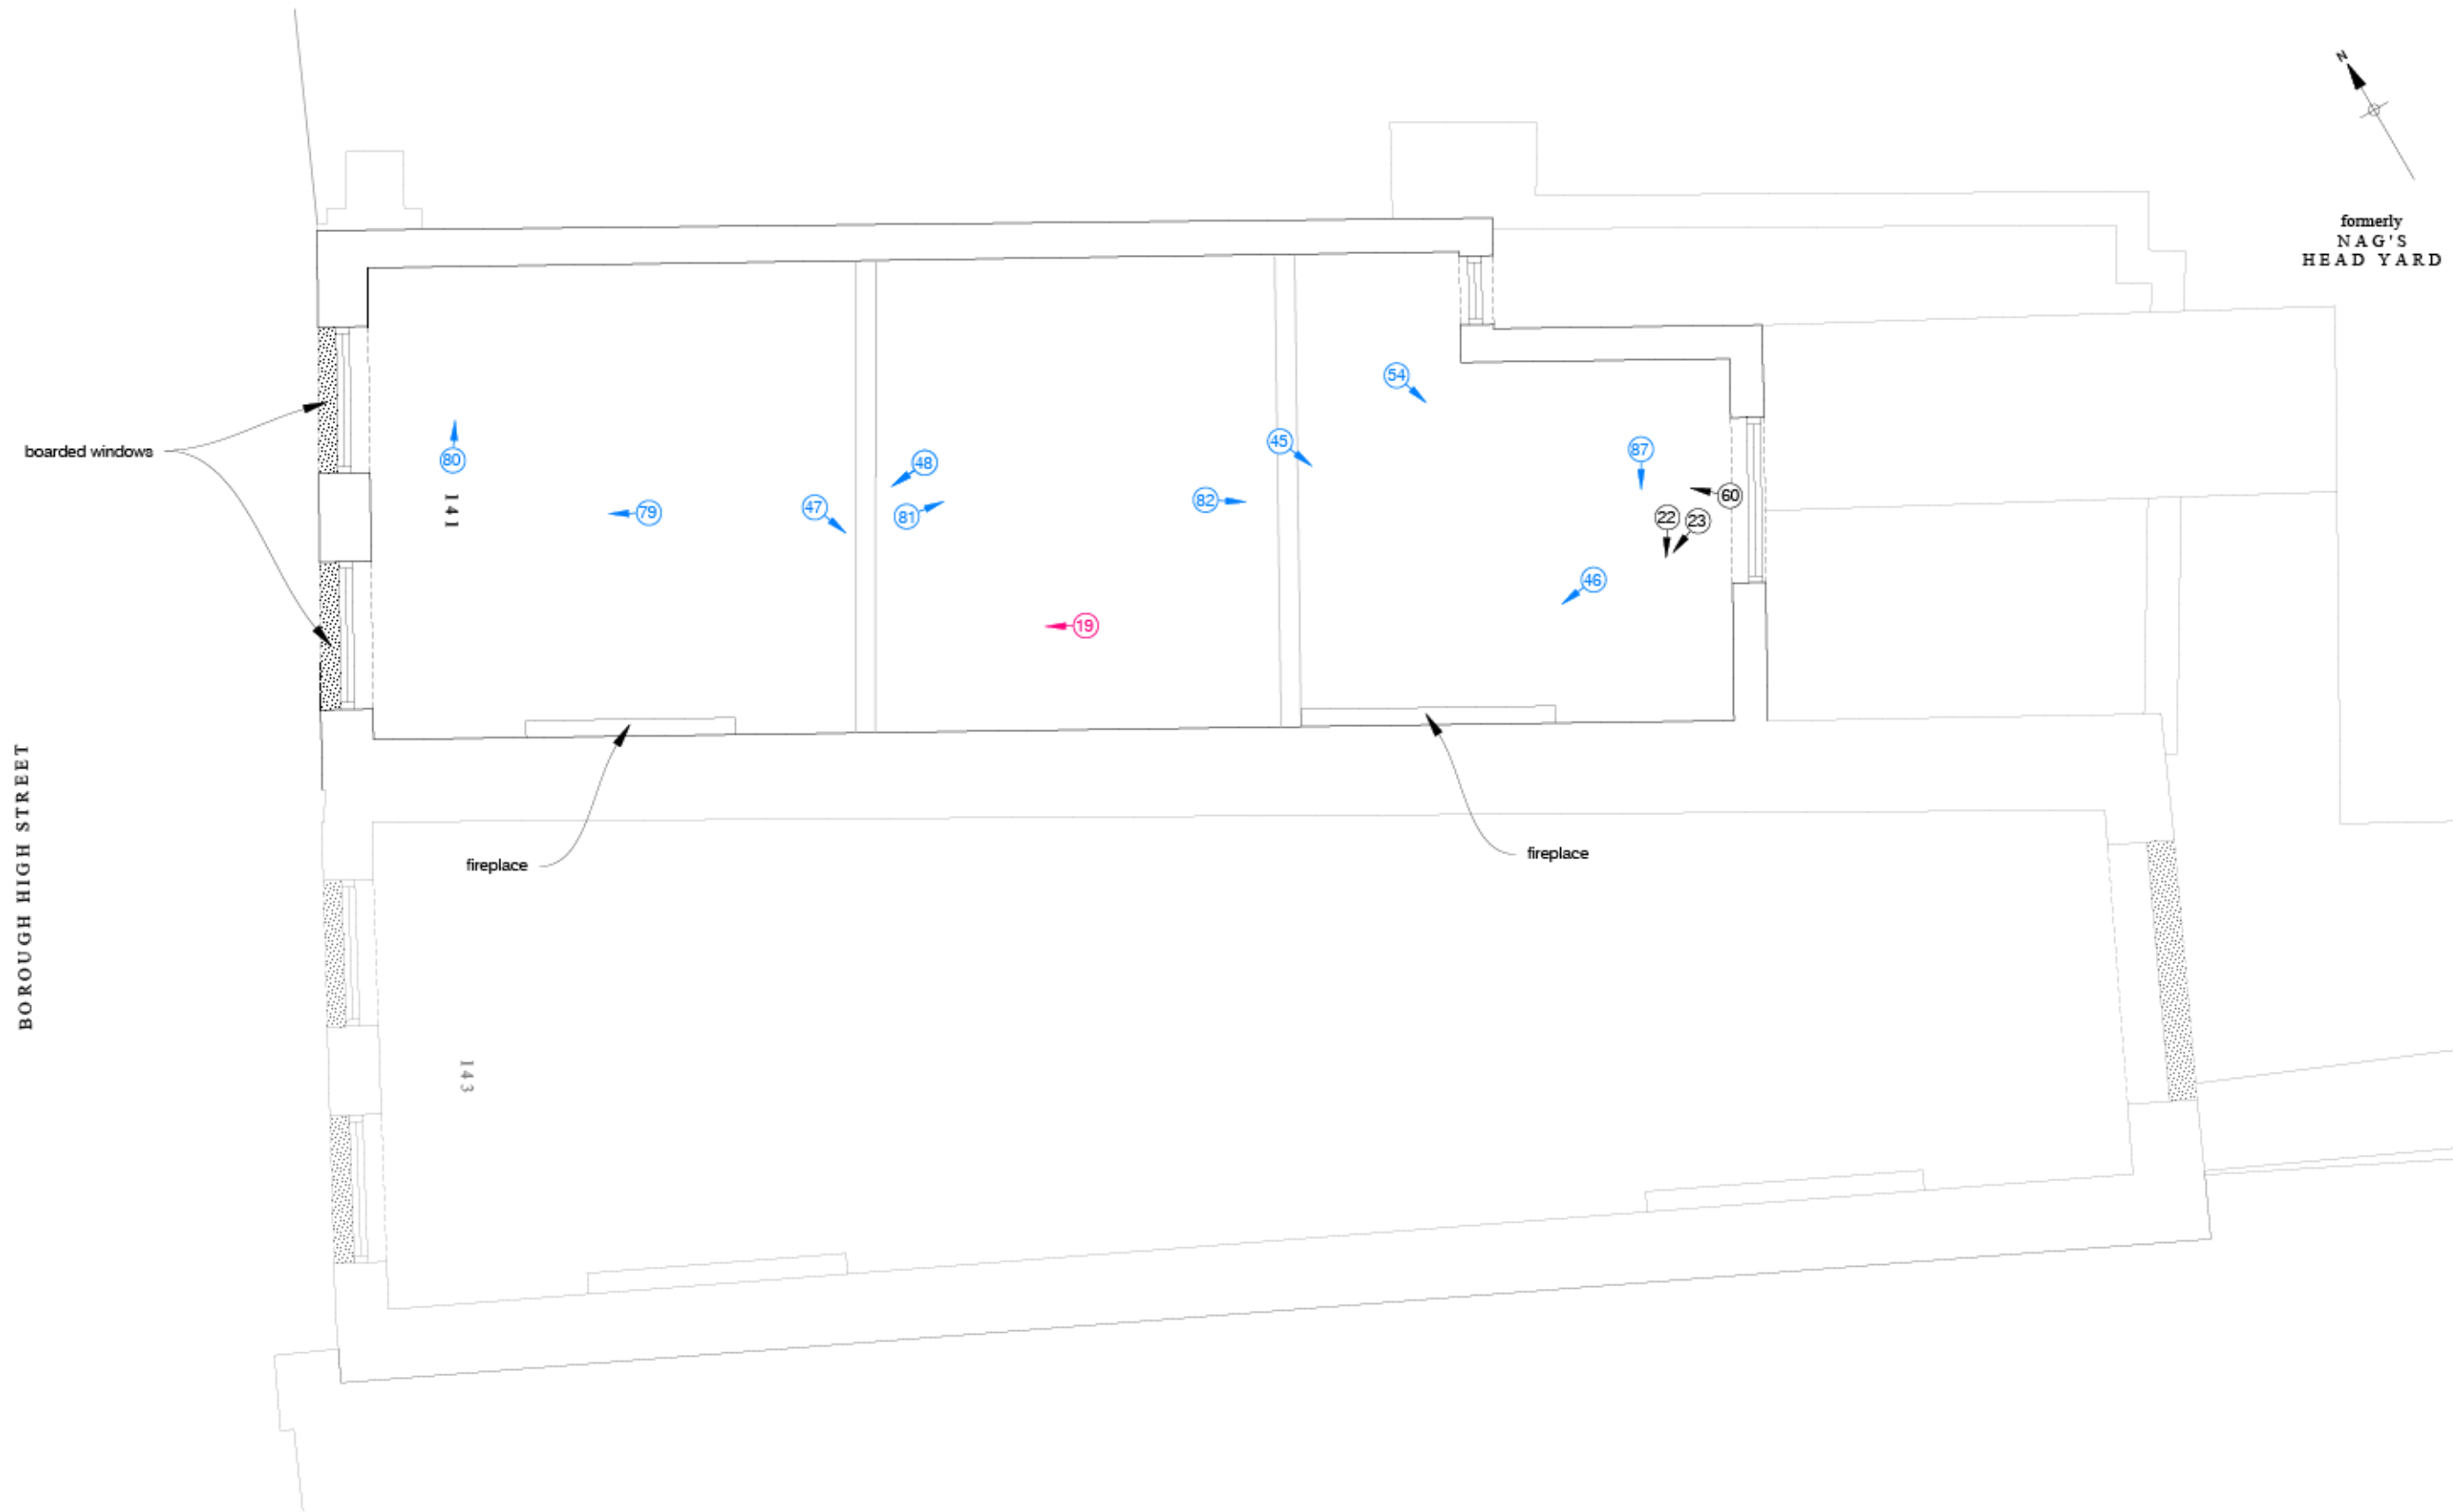 N
formerly
NAG'S
HEAD YARD
boarded windows
54
45
87
80
48
60
82
47
79
81
22
23
141
46
19
BOROUGH HIGH STREET
fireplace
fireplace
143